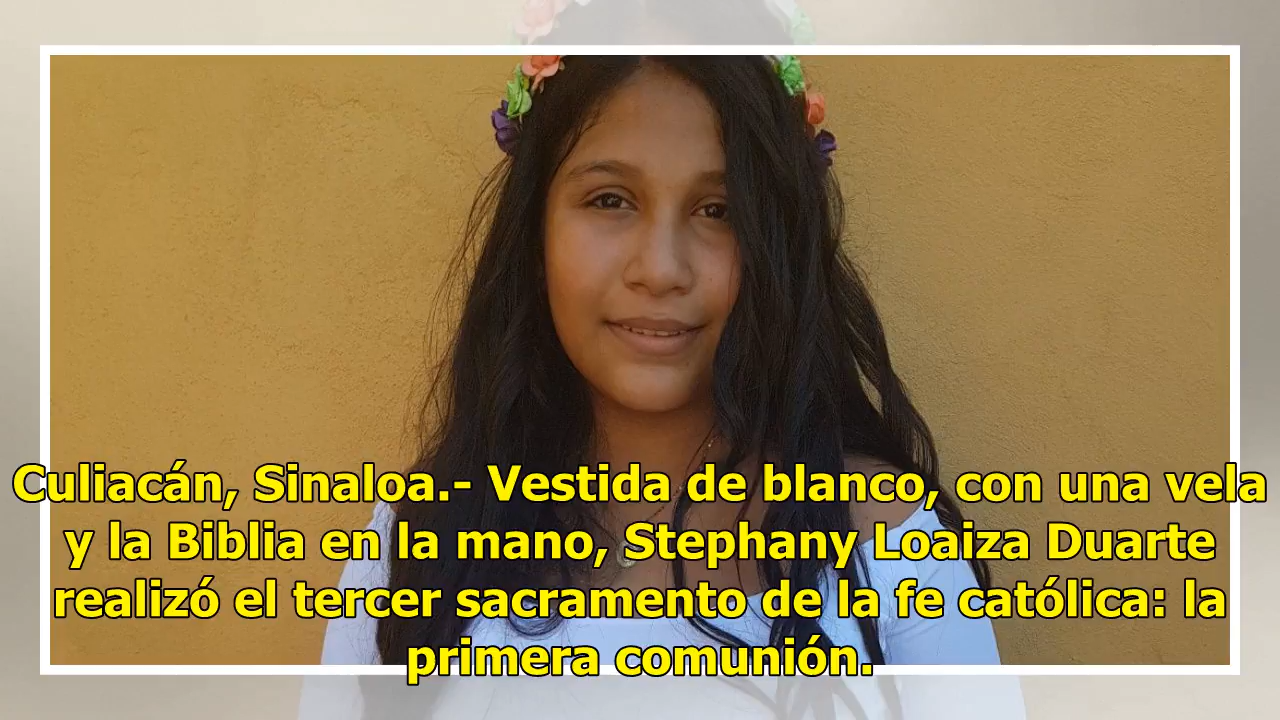 Culiacán, Sinaloa.- Vestida de blanco, con una vela
y la Biblia en la mano, Stephany Loaiza Duarte
realizó el tercer sacramento de la fe católica: la
primera comunión.